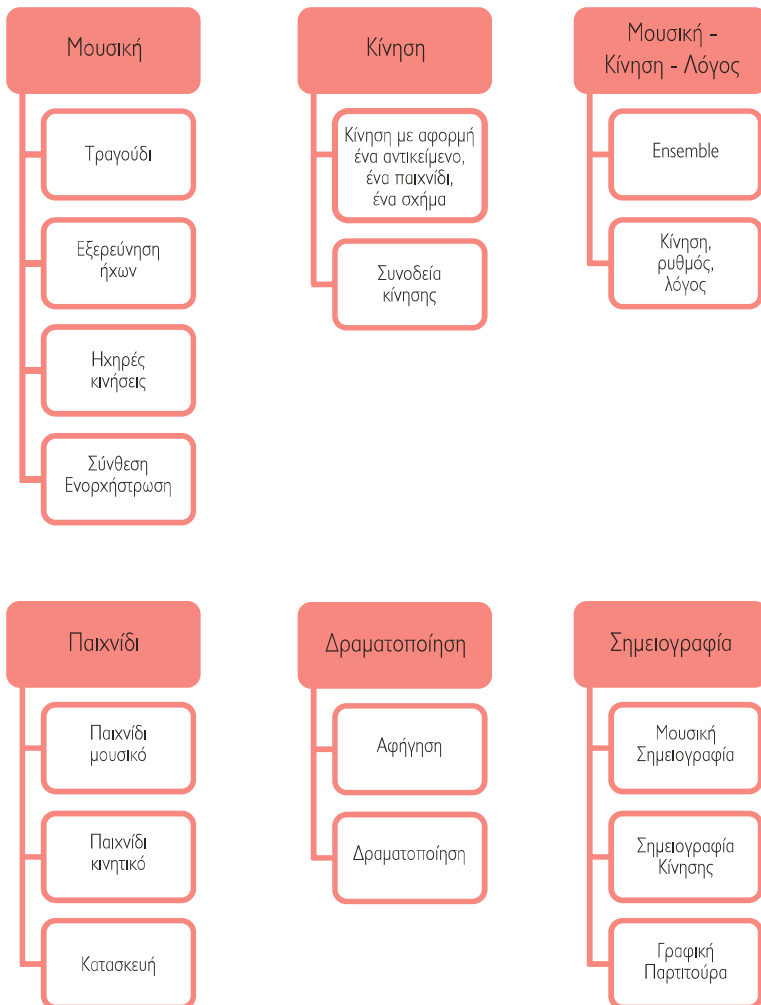 Μουσική
Τραγούδι
Εξερεύνηση
ήχων
Ηχηρές
κινήσεις
Σύνθεση
Ενορχήστρωση
Κίνηση
Κίνηση με αφορμή
ένα αντικείμενο,
ένα παιχνίδι,
ένα σχήμα
Συνοδεία
κίνησης
Μουσική -
Κίνηση - Λόγος
Ensemble
Κίνηση,
ρυθμός,
λόγος
Παιχνίδι
Παιχνίδι
μουσικό
Παιχνίδι
κινητικό
Κατασκευή
Δραματοποίηση
Αφήγηση
Δραματοποίηση
Σημειογραφία
Μουσική
Σημειογραφία
Σημειογραφία
Κίνησης
Γραφική
Παρτιτούρα